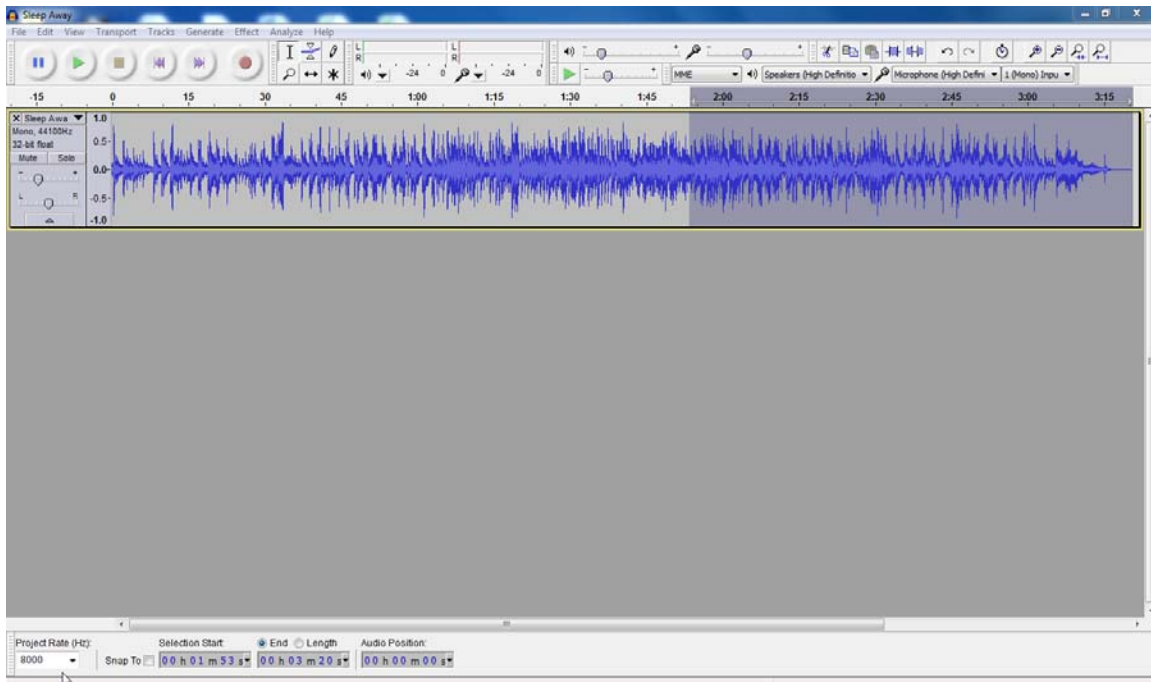 Sleep Away
File Edit View Transport Tracks Generate Effect Analyze Help
L
R
L
R
-24 0 -24 0
MME Speakers (High Definitio Microphone (High Defini 1 (Mono) Inpu
-15 0 15 30 45 1:00 1:15 1:30 1:45 2:00 2:15 2:30 2:45 3:00 3:15
X Sleep Awa 1.0
Mono, 44100Hz
32-bit float 0.5-
Mute Solo
- + 0.0-
L R -0.5-
-1.0
Project Rate (Hz): Selection Start: End Length Audio Position:
8000 Snap To 00 h 01 m 53 s 00 h 03 m 20 s 00 h 00 m 00 s